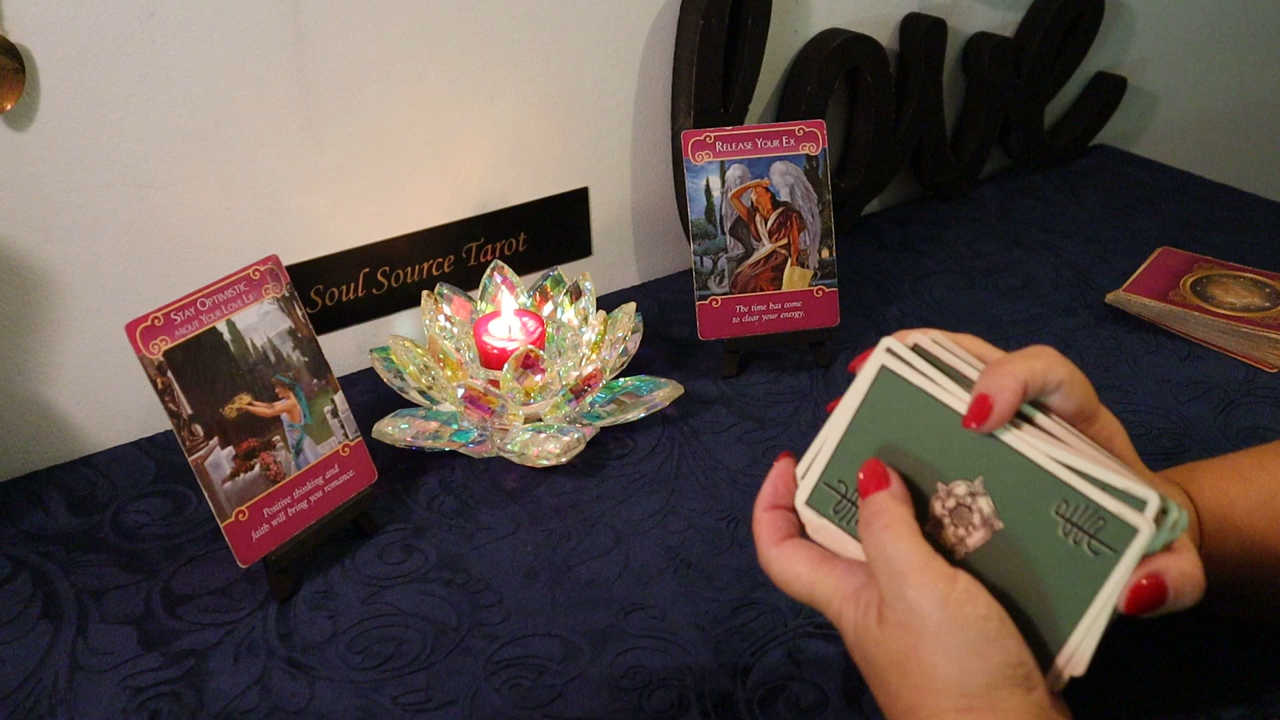 love
RELEASE YOUR EX
The time has come
to clear your energy.
Soul Source Tarot
STAY OPTIMISTIC
ABOUT YOUR LOVE LIFE
Positive thinking and
faith will bring you romance.